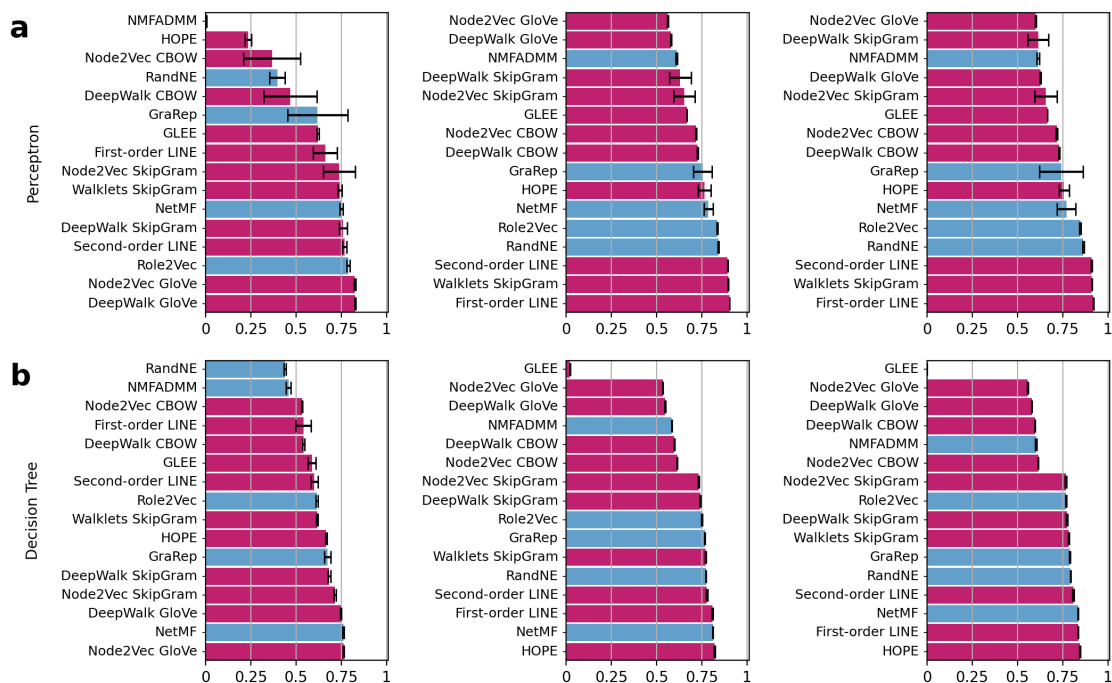 a
Perceptron
NMFADMM
HOPE
Node2Vec CBOW
RandNE
DeepWalk CBOW
GraRep
GLEE
First-order LINE
Node2Vec SkipGram
Walklets SkipGram
NetMF
DeepWalk SkipGram
Second-order LINE
Role2Vec
Node2Vec GloVe
DeepWalk GloVe
0 0.25 0.5 0.75 1
Node2Vec GloVe
DeepWalk GloVe
NMFADMM
DeepWalk SkipGram
Node2Vec SkipGram
GLEE
Node2Vec CBOW
DeepWalk CBOW
GraRep
HOPE
NetMF
Role2Vec
RandNE
Second-order LINE
Walklets SkipGram
First-order LINE
0 0.25 0.5 0.75 1
Node2Vec GloVe
DeepWalk SkipGram
NMFADMM
DeepWalk GloVe
Node2Vec SkipGram
GLEE
Node2Vec CBOW
DeepWalk CBOW
GraRep
HOPE
NetMF
Role2Vec
RandNE
Second-order LINE
Walklets SkipGram
First-order LINE
0 0.25 0.5 0.75 1
b
Decision Tree
RandNE
NMFADMM
Node2Vec CBOW
First-order LINE
DeepWalk CBOW
GLEE
Second-order LINE
Role2Vec
Walklets SkipGram
HOPE
GraRep
DeepWalk SkipGram
Node2Vec SkipGram
DeepWalk GloVe
NetMF
Node2Vec GloVe
0 0.25 0.5 0.75 1
GLEE
Node2Vec GloVe
DeepWalk GloVe
NMFADMM
DeepWalk CBOW
Node2Vec CBOW
Node2Vec SkipGram
DeepWalk SkipGram
Role2Vec
GraRep
Walklets SkipGram
RandNE
Second-order LINE
First-order LINE
NetMF
HOPE
0 0.25 0.5 0.75 1
GLEE
Node2Vec GloVe
DeepWalk GloVe
DeepWalk CBOW
NMFADMM
Node2Vec CBOW
Node2Vec SkipGram
Role2Vec
DeepWalk SkipGram
Walklets SkipGram
GraRep
RandNE
Second-order LINE
NetMF
First-order LINE
HOPE
0 0.25 0.5 0.75 1